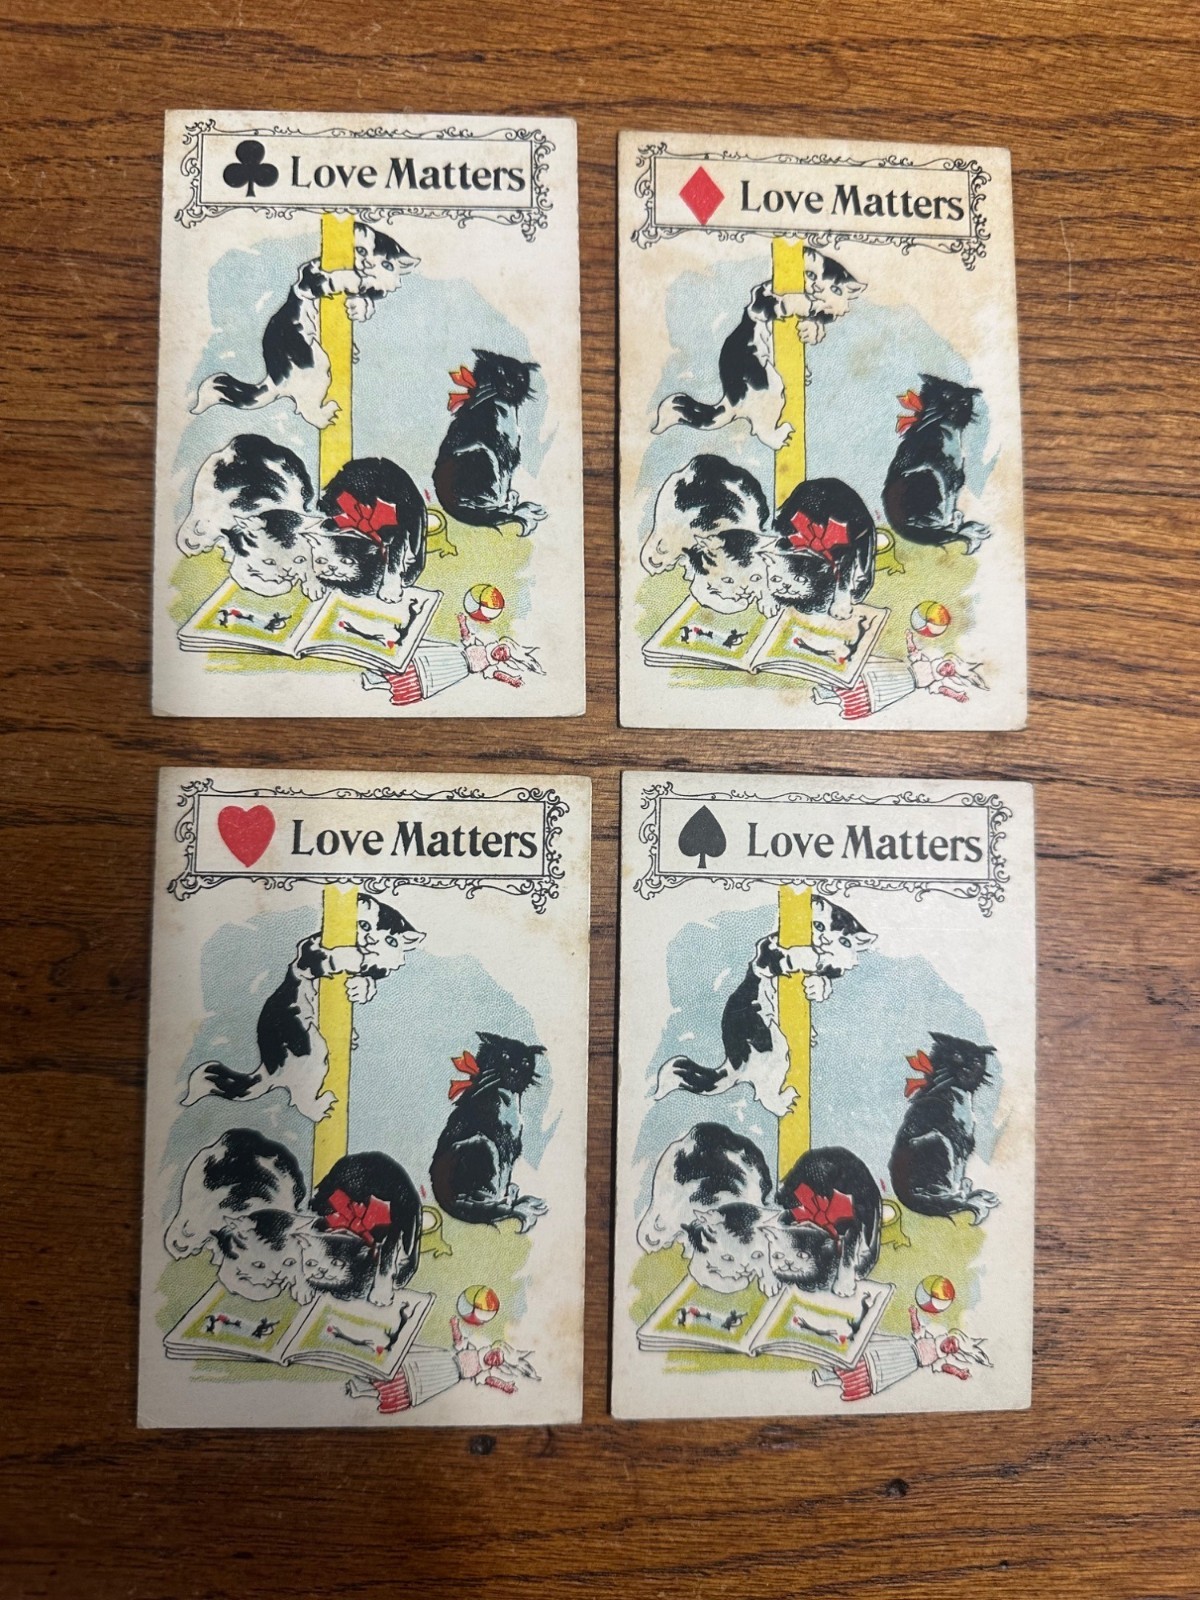 ♣ Love Matters
♦ Love Matters
♥ Love Matters
♠ Love Matters